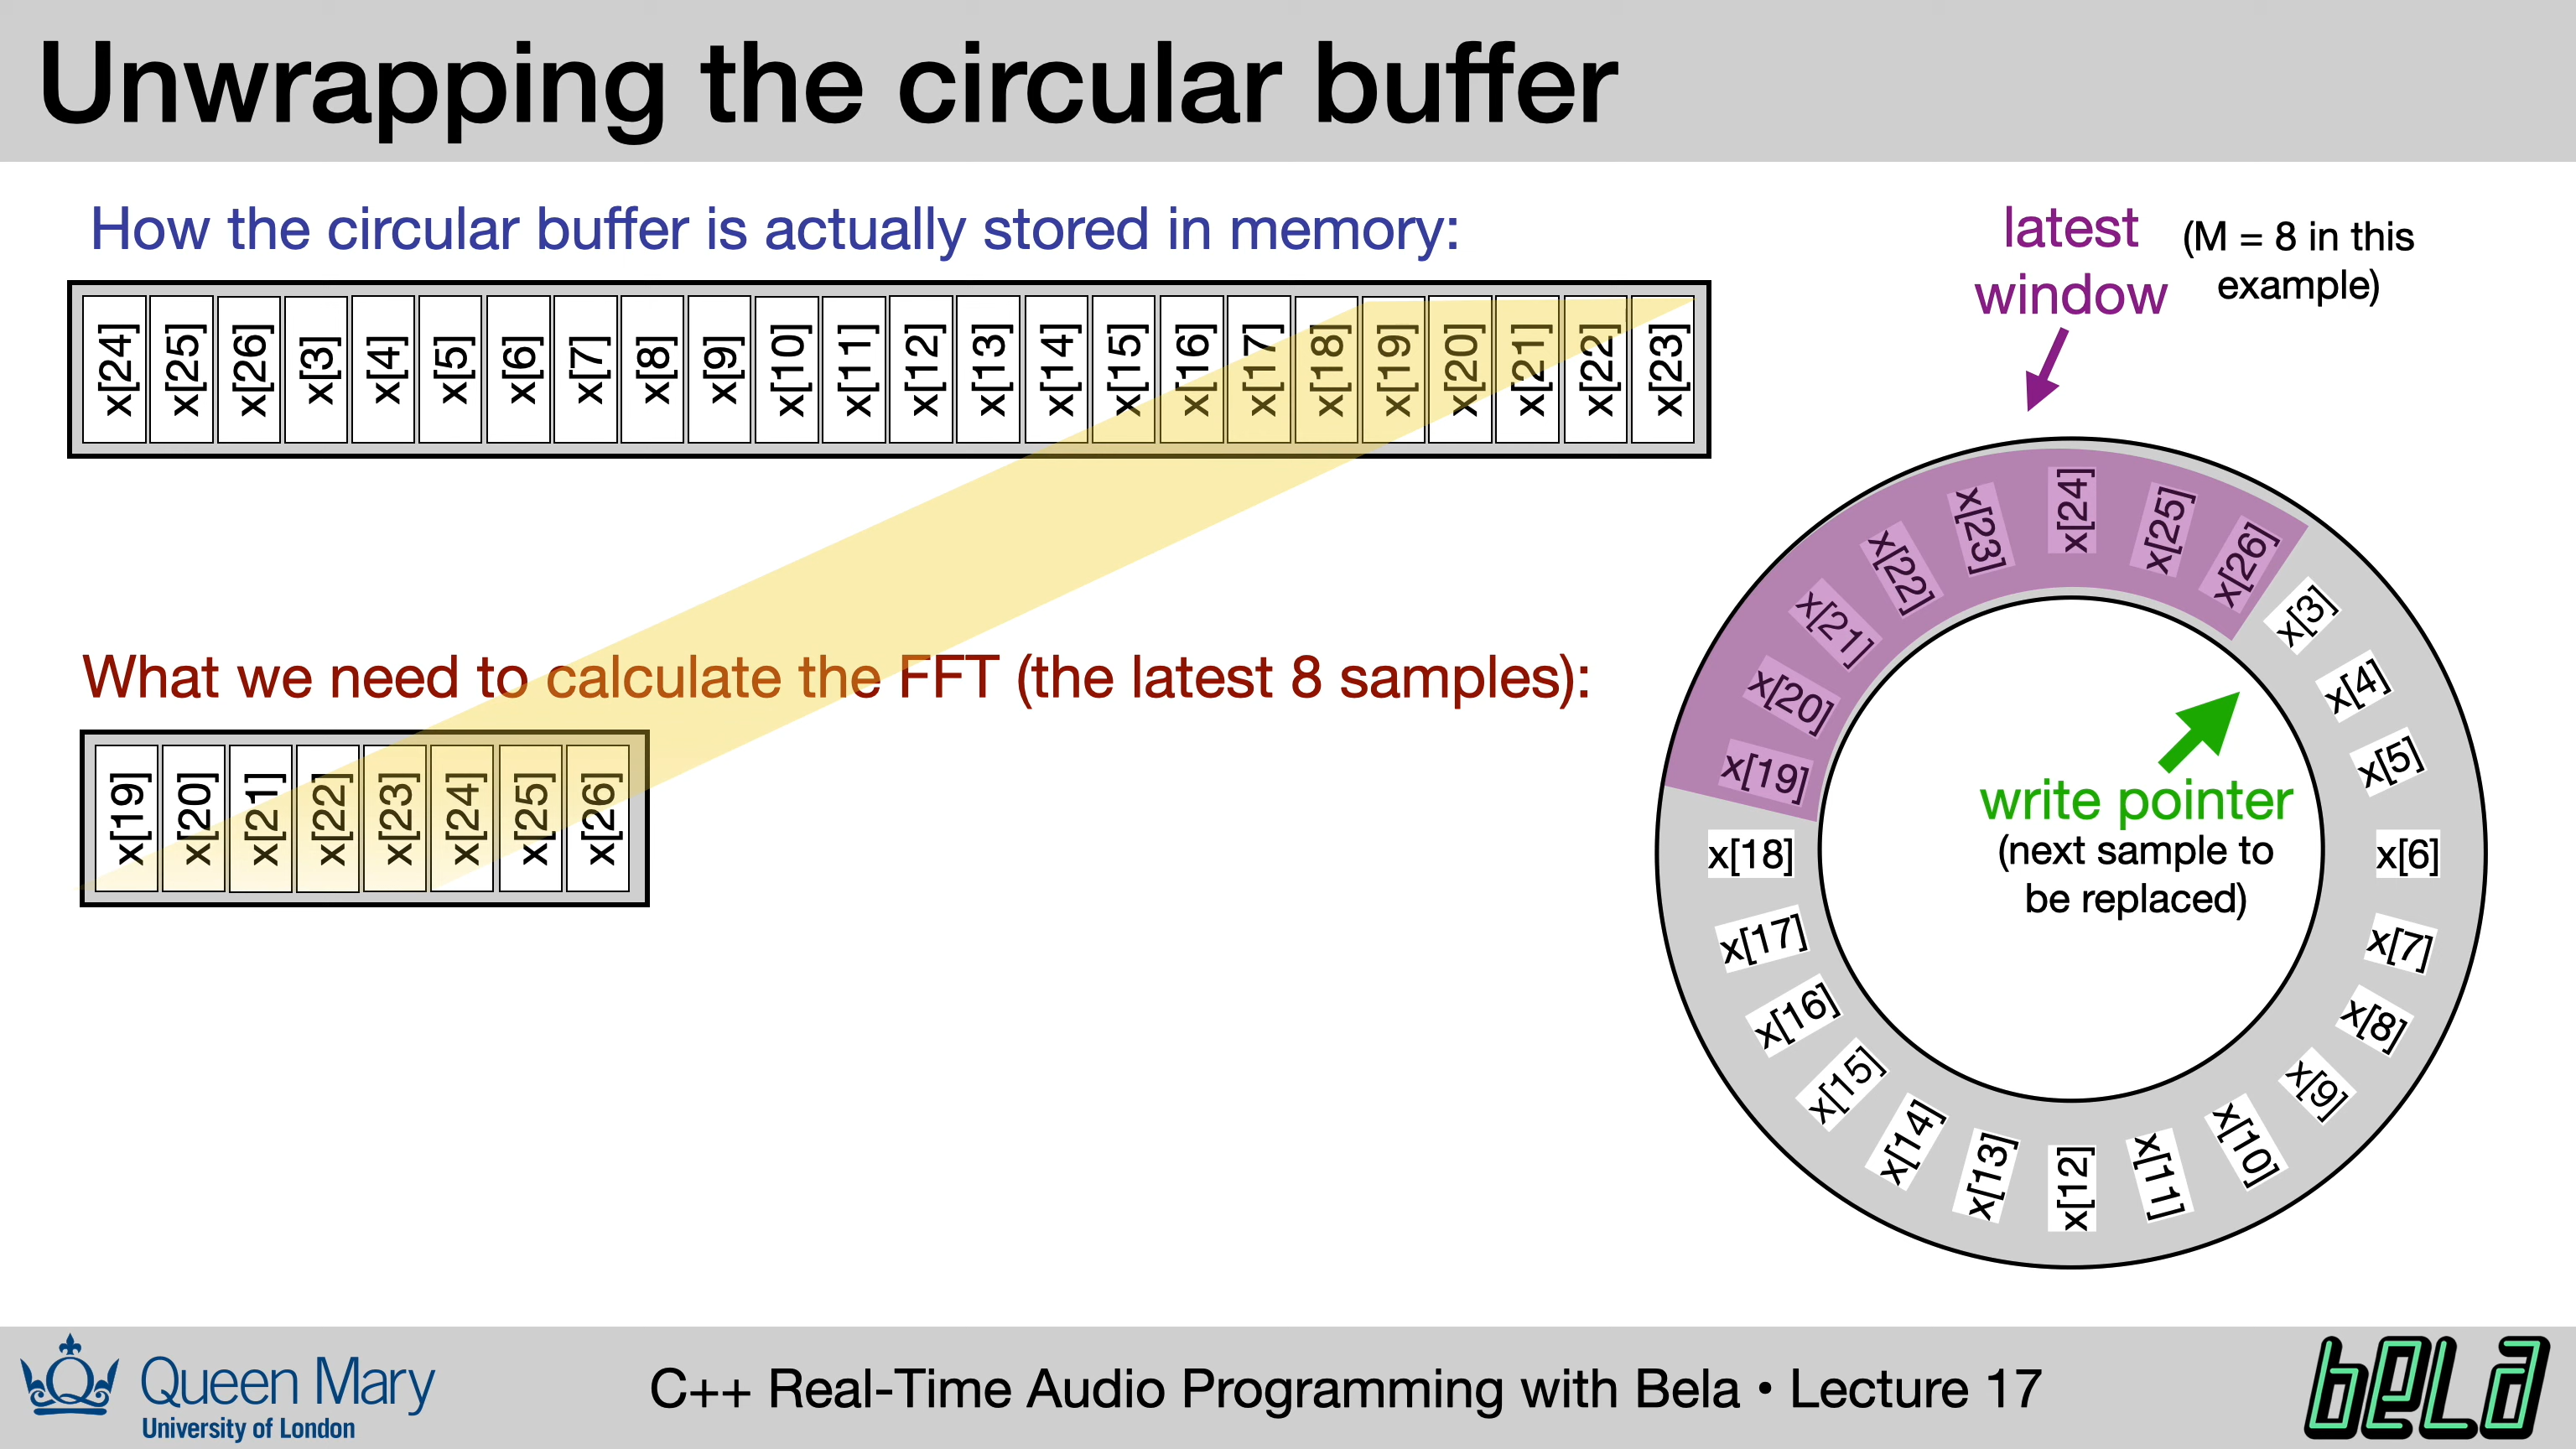 Unwrapping the circular buffer
How the circular buffer is actually stored in memory:
x[24] x[25] x[26] x[3] x[4] x[5] x[6] x[7] x[8] x[9] x[10] x[11] x[12] x[13] x[14] x[15] x[16] x[17] x[18] x[19] x[20] x[21] x[22] x[23]
What we need to calculate the FFT (the latest 8 samples):
x[19] x[20] x[21] x[22] x[23] x[24] x[25] x[26]
latest
window
(M = 8 in this
example)
x[24]
x[25]
x[26]
x[3]
x[4]
x[5]
x[6]
x[7]
x[8]
x[9]
x[10]
x[11]
x[12]
x[13]
x[14]
x[15]
x[16]
x[17]
x[18]
x[19]
x[20]
x[21]
x[22]
x[23]
write pointer
(next sample to
be replaced)
Queen Mary
University of London
C++ Real-Time Audio Programming with Bela • Lecture 17
bela